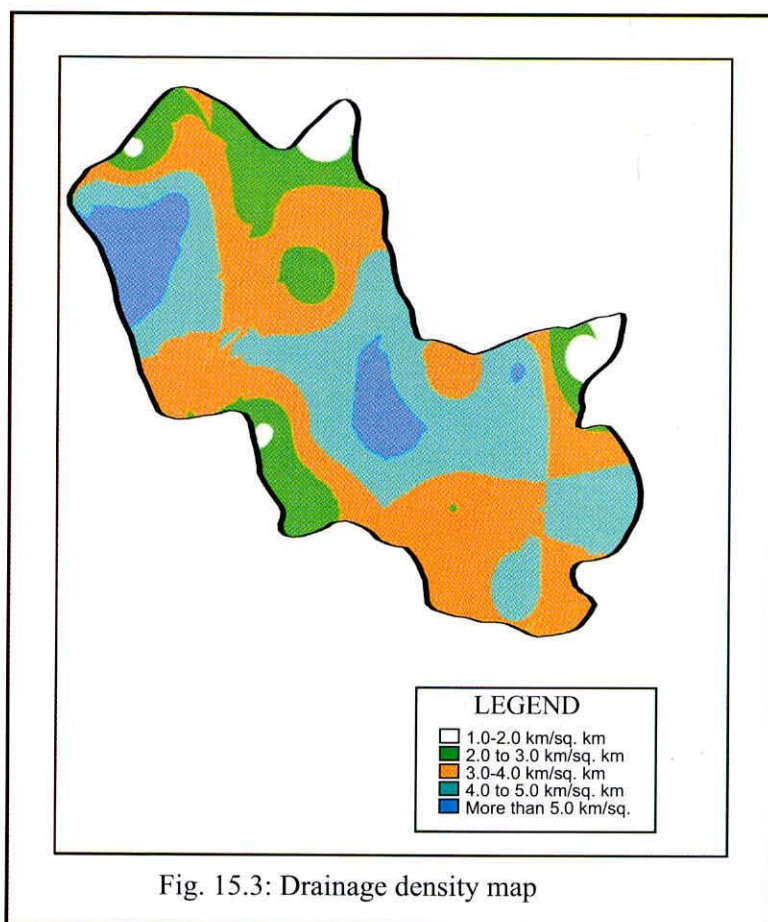 LEGEND
1.0-2.0 km/sq. km
2.0 to 3.0 km/sq. km
3.0-4.0 km/sq. km
4.0 to 5.0 km/sq. km
More than 5.0 km/sq.
Fig. 15.3: Drainage density map